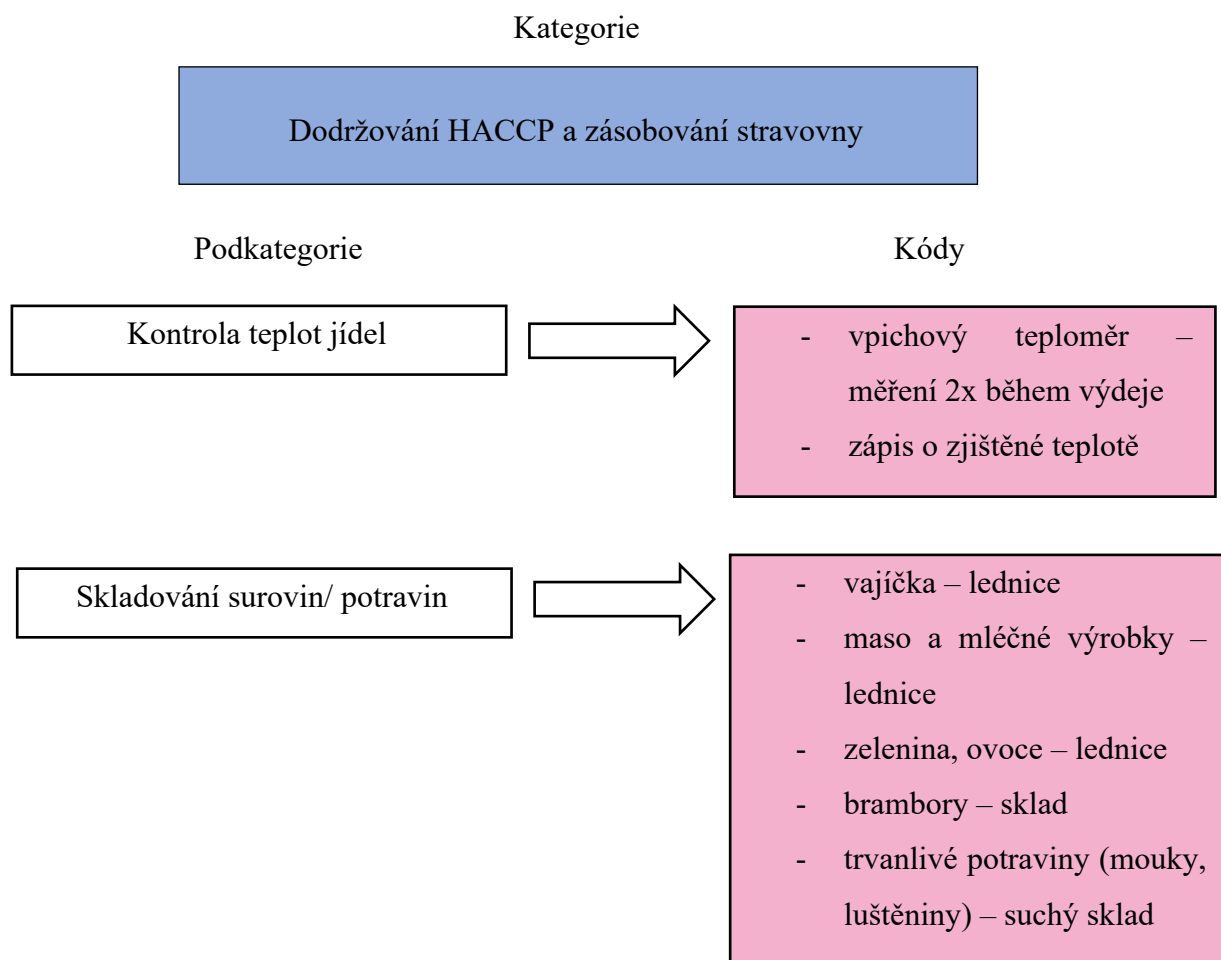 Kategorie
Dodržování HACCP a zásobování stravovny
Podkategorie
Kódy
Kontrola teplot jídel
- vpichový teploměr –
měření 2x během výdeje
- zápis o zjištěné teplotě
Skladování surovin/ potravin
- vajíčka – lednice
- maso a mléčné výrobky –
lednice
- zelenina, ovoce – lednice
- brambory – sklad
- trvanlivé potraviny (mouky,
luštěniny) – suchý sklad